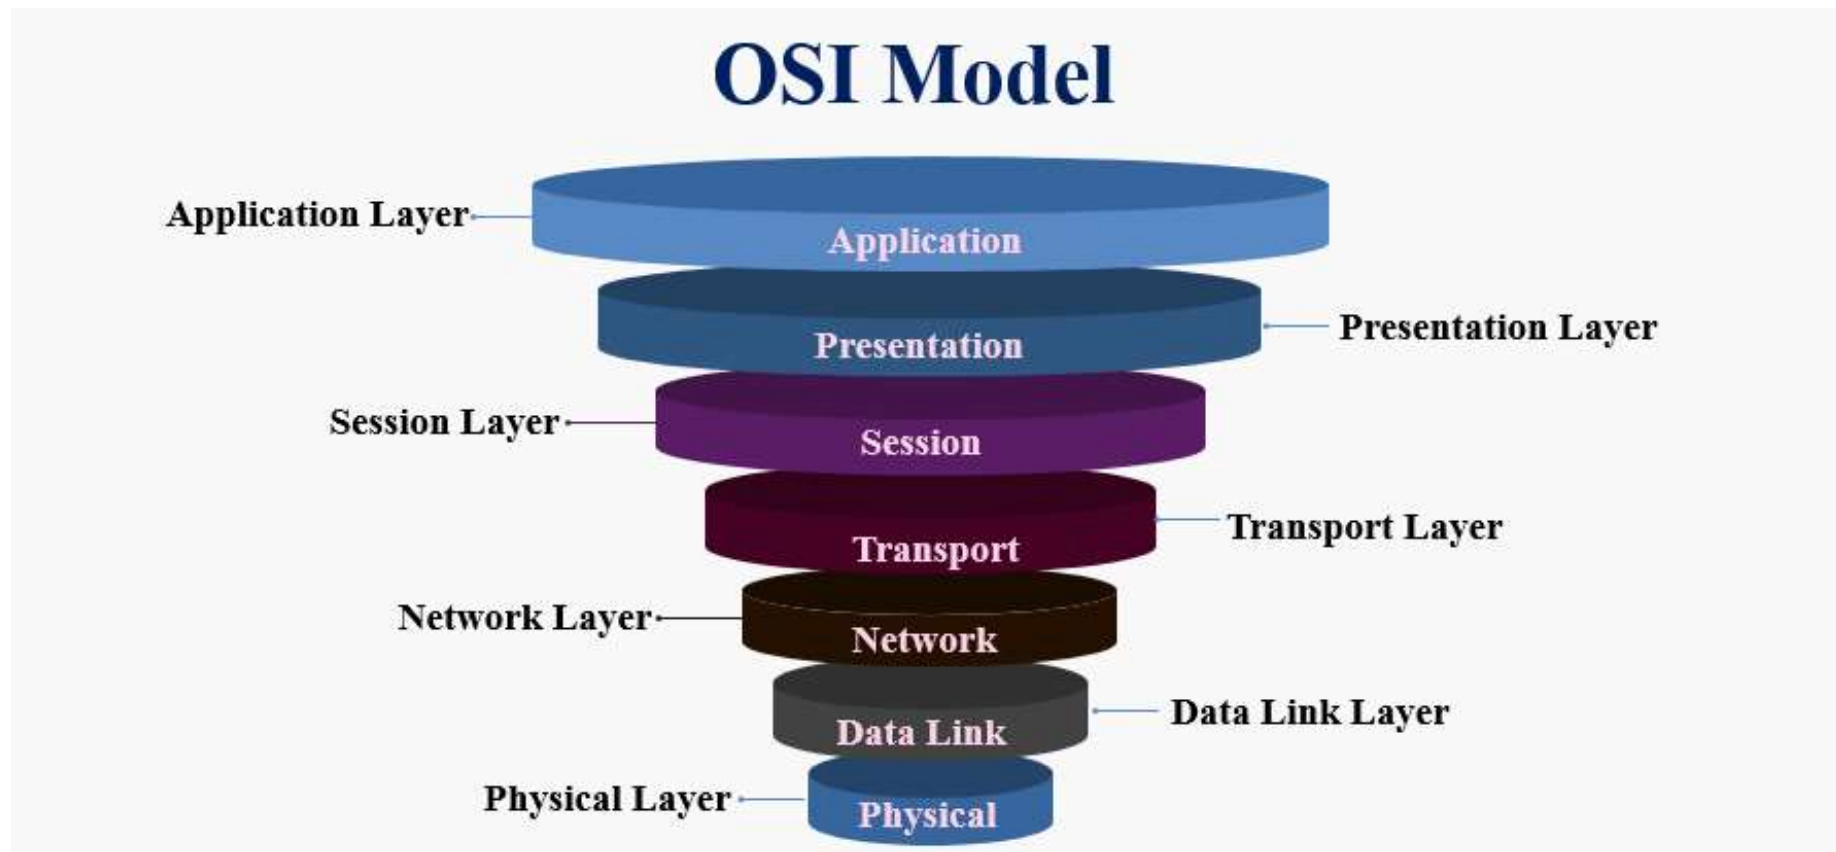 OSI Model
Application Layer
Application
Presentation
Presentation Layer
Session Layer
Session
Transport
Transport Layer
Network Layer
Network
Data Link
Data Link Layer
Physical Layer
Physical